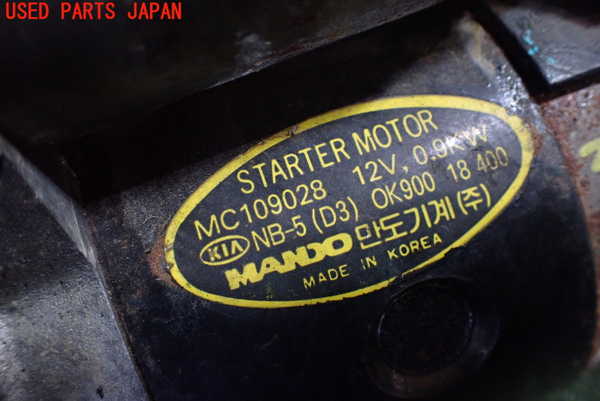 USED PARTS JAPAN
STARTER MOTOR
MC109028 12V, 0.9KW
KIA NB-5 (D3) OK900 18 400
MANDO 만도기계(주)
MADE IN KOREA